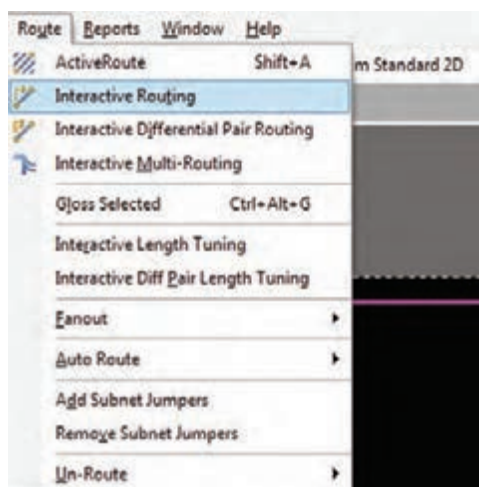 Route Reports Window Help
ActiveRoute Shift+A
m Standard 2D
Interactive Routing
Interactive Differential Pair Routing
Interactive Multi-Routing
Gloss Selected Ctrl+Alt+G
Interactive Length Tuning
Interactive Diff Pair Length Tuning
Fanout
Auto Route
Add Subnet Jumpers
Remove Subnet Jumpers
Un-Route